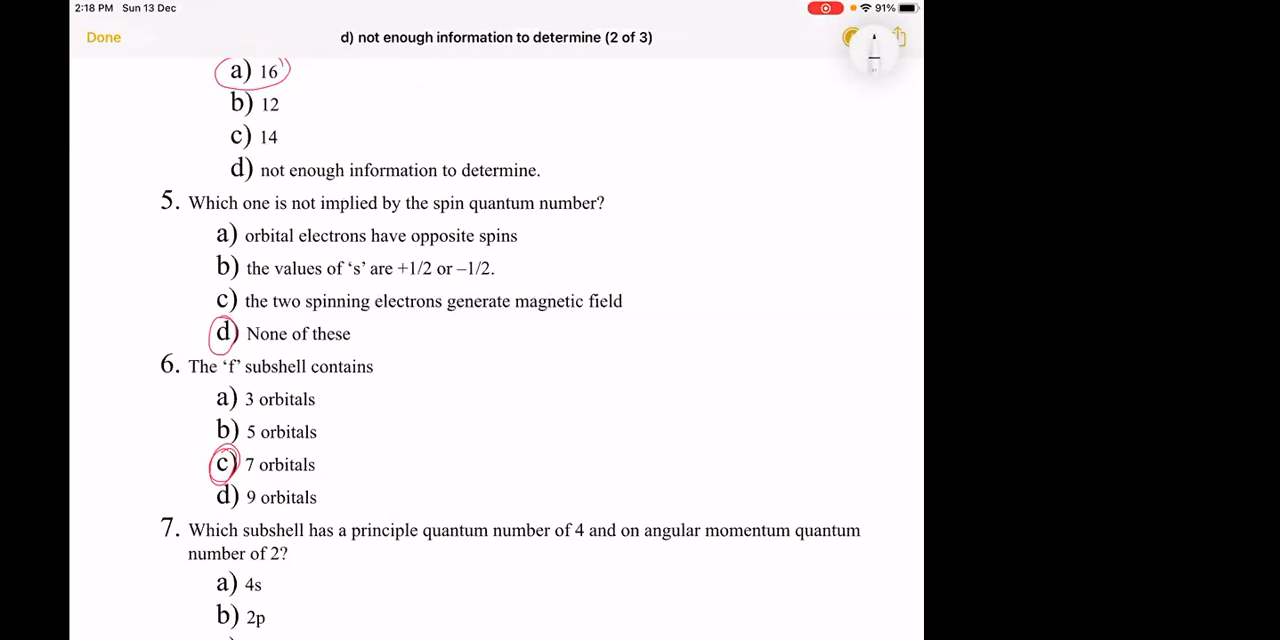 2:18 PM Sun 13 Dec 91%
Done d) not enough information to determine (2 of 3)
a) 16
b) 12
c) 14
d) not enough information to determine.
5. Which one is not implied by the spin quantum number?
a) orbital electrons have opposite spins
b) the values of ‘s’ are +1/2 or –1/2.
c) the two spinning electrons generate magnetic field
d) None of these
6. The ‘f’ subshell contains
a) 3 orbitals
b) 5 orbitals
c) 7 orbitals
d) 9 orbitals
7. Which subshell has a principle quantum number of 4 and on angular momentum quantum
number of 2?
a) 4s
b) 2p